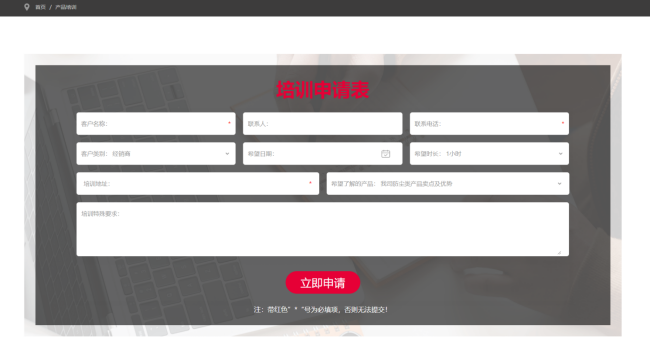 首页 / 产品培训
培训申请表
客户名称: *
联系人:
联系电话: *
客户类别: 经销商
希望日期:
希望时长: 1小时
培训地址: *
希望了解的产品: 我司防尘施产品卖点及优势
培训特殊要求:
立即申请
注: 带红色" * "号为必填项, 否则无法提交!